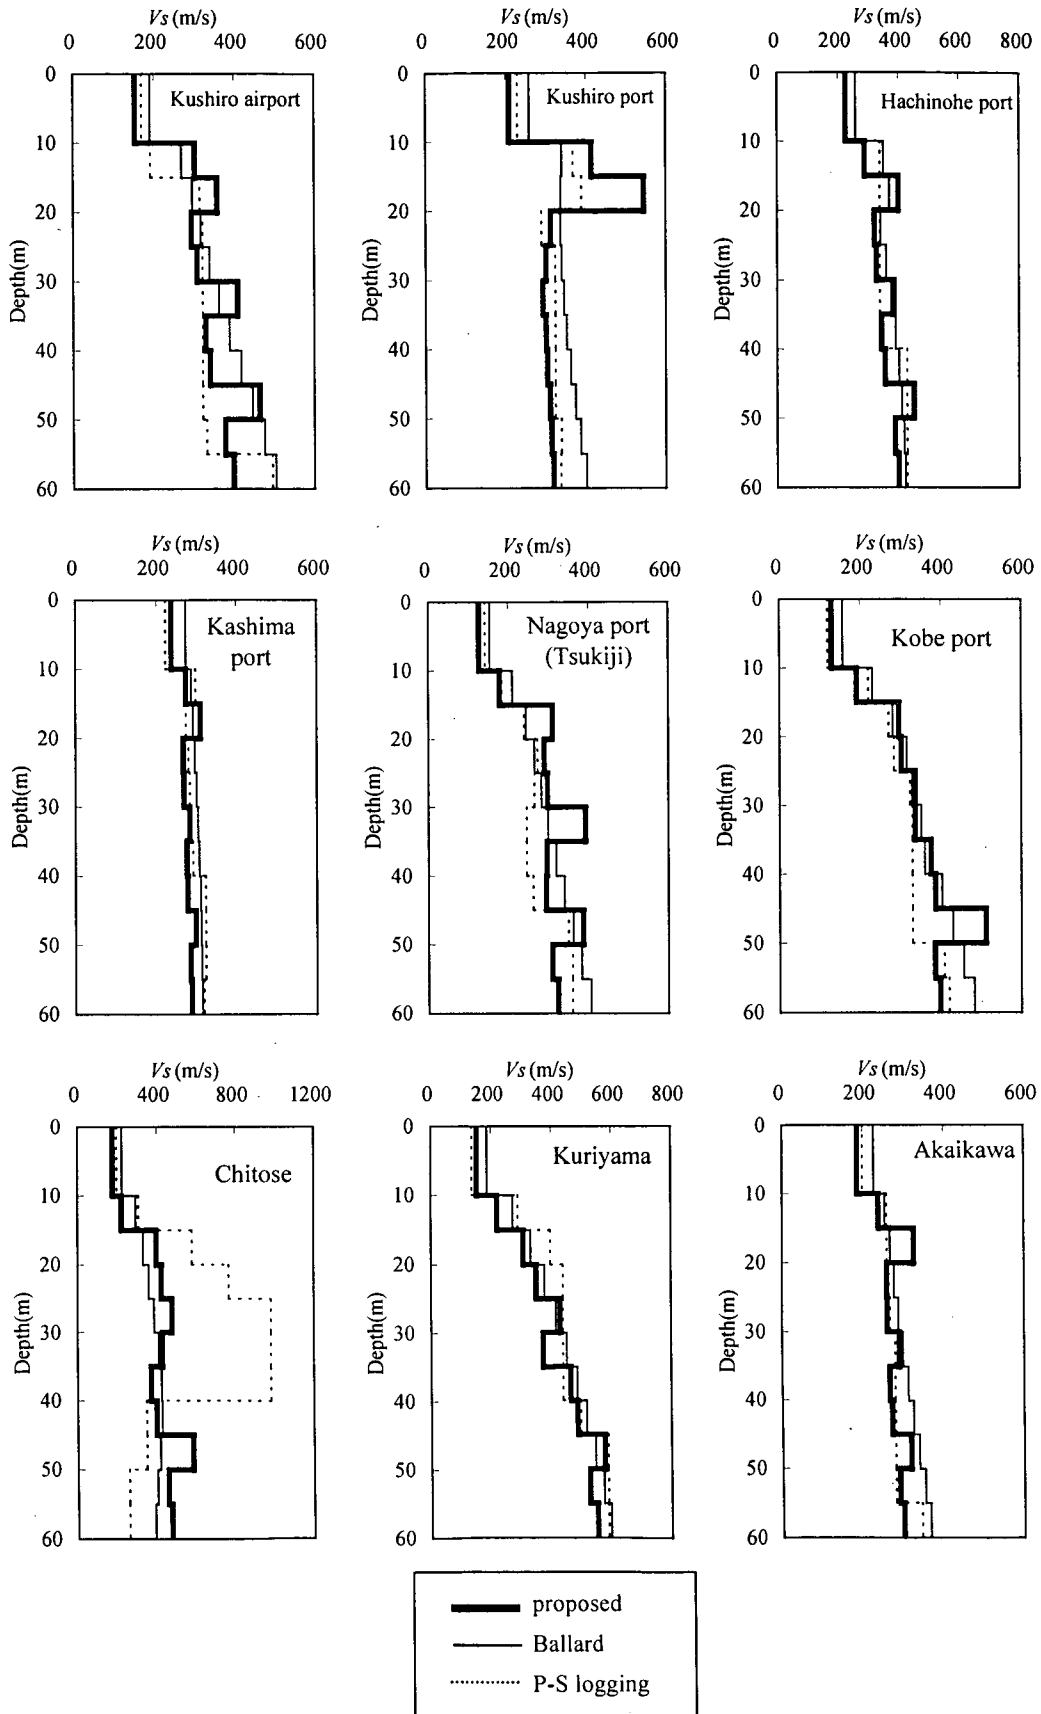 Vs (m/s)
0 200 400 600
0
10
20
30
40
50
60
Depth(m)
Kushiro airport
Vs (m/s)
0 200 400 600
0
10
20
30
40
50
60
Depth(m)
Kushiro port
Vs (m/s)
0 200 400 600 800
0
10
20
30
40
50
60
Depth(m)
Hachinohe port
Vs (m/s)
0 200 400 600
0
10
20
30
40
50
60
Depth(m)
Kashima
port
Vs (m/s)
0 200 400 600
0
10
20
30
40
50
60
Depth(m)
Nagoya port
(Tsukiji)
Vs (m/s)
0 200 400 600
0
10
20
30
40
50
60
Depth(m)
Kobe port
Vs (m/s)
0 400 800 1200
0
10
20
30
40
50
60
Depth(m)
Chitose
Vs (m/s)
0 200 400 600 800
0
10
20
30
40
50
60
Depth(m)
Kuriyama
Vs (m/s)
0 200 400 600
0
10
20
30
40
50
60
Depth(m)
Akaikawa
proposed
Ballard
P-S logging